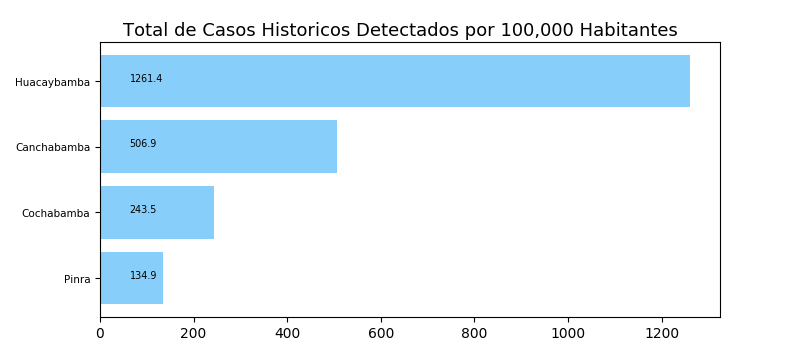 Total de Casos Historicos Detectados por 100,000 Habitantes
Huacaybamba 1261.4
Canchabamba 506.9
Cochabamba 243.5
Pinra 134.9
0 200 400 600 800 1000 1200